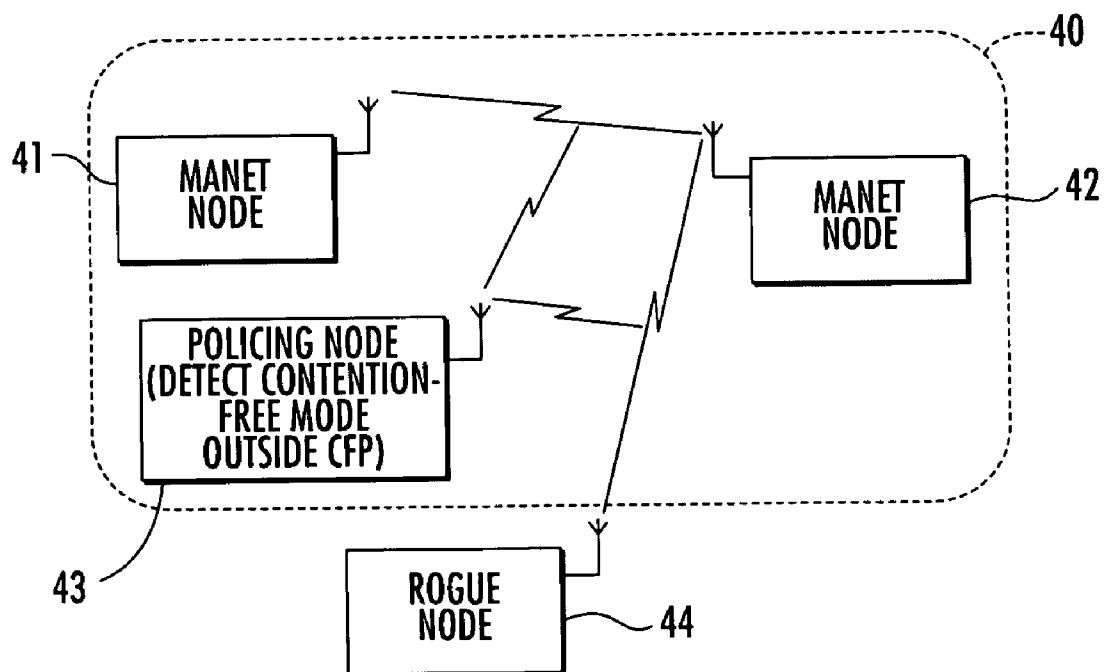 40
41
MANET
NODE
MANET
NODE
42
POLICING NODE
(DETECT CONTENTION-
FREE MODE
OUTSIDE CFP)
43
ROGUE
NODE
44